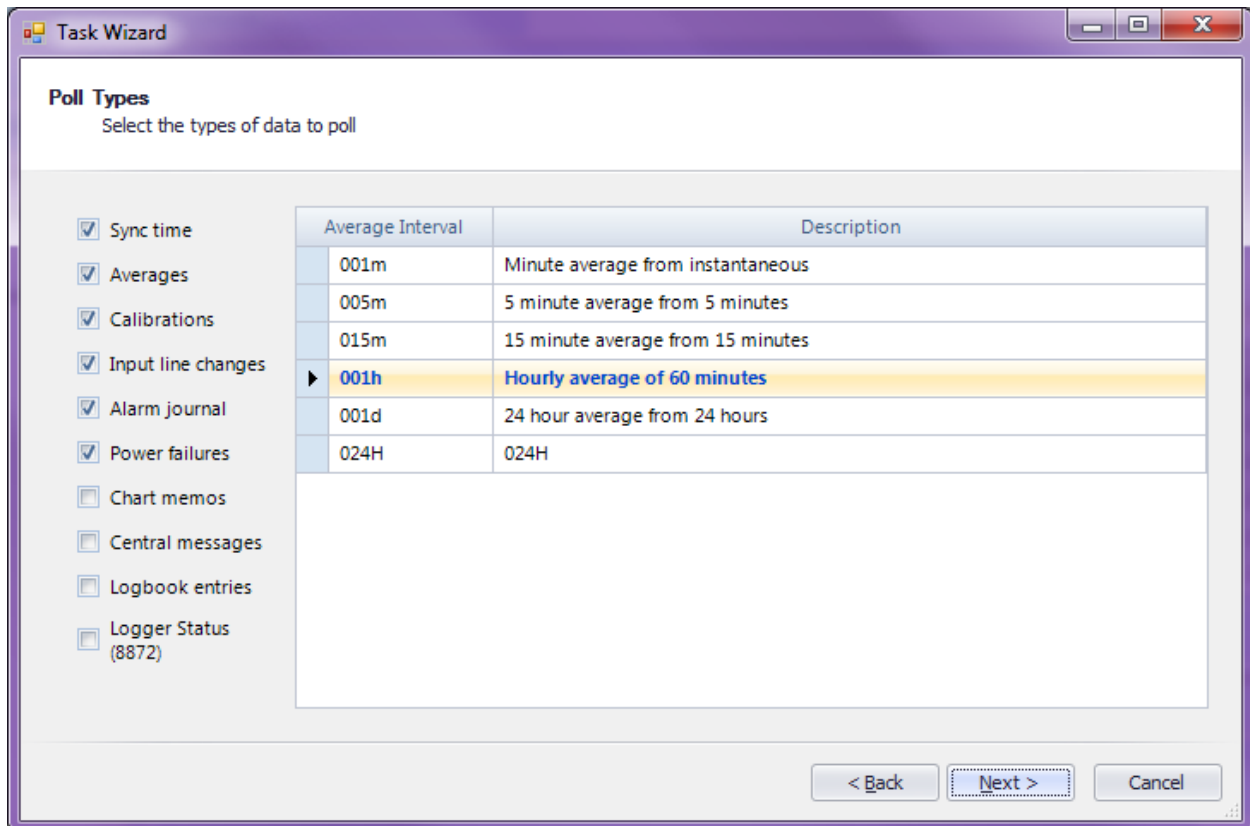 Task Wizard
Poll Types
Select the types of data to poll
Sync time
Averages
Calibrations
Input line changes
Alarm journal
Power failures
Chart memos
Central messages
Logbook entries
Logger Status
(8872)
Average Interval Description
001m Minute average from instantaneous
005m 5 minute average from 5 minutes
015m 15 minute average from 15 minutes
001h Hourly average of 60 minutes
001d 24 hour average from 24 hours
024H 024H
< Back Next > Cancel